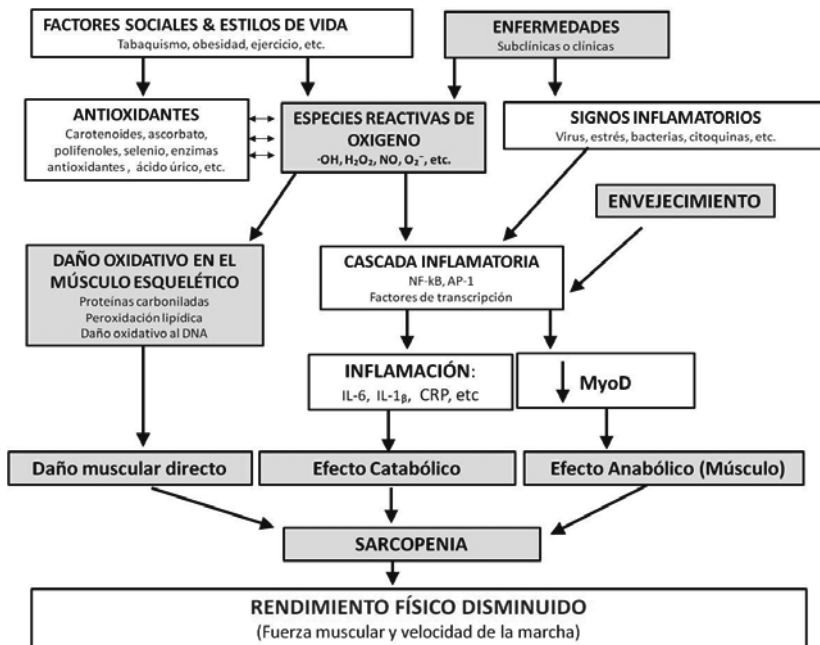 FACTORES SOCIALES & ESTILOS DE VIDA
Tabaquismo, obesidad, ejercicio, etc.
ENFERMEDADES
Subclínicas o clínicas
ANTIOXIDANTES
Carotenoides, ascorbato,
polifenoles, selenio, enzimas
antioxidantes , ácido úrico, etc.
ESPECIES REACTIVAS DE
OXIGENO
·OH, H₂O₂, NO, O₂⁻, etc.
SIGNOS INFLAMATORIOS
Virus, estrés, bacterias, citoquinas, etc.
ENVEJECIMIENTO
DAÑO OXIDATIVO EN EL
MÚSCULO ESQUELÉTICO
Proteínas carboniladas
Peroxidación lipídica
Daño oxidativo al DNA
CASCADA INFLAMATORIA
NF-kB, AP-1
Factores de transcripción
INFLAMACIÓN:
IL-6, IL-1ᵦ, CRP, etc
MyoD
Daño muscular directo
Efecto Catabólico
Efecto Anabólico (Músculo)
SARCOPENIA
RENDIMIENTO FÍSICO DISMINUIDO
(Fuerza muscular y velocidad de la marcha)